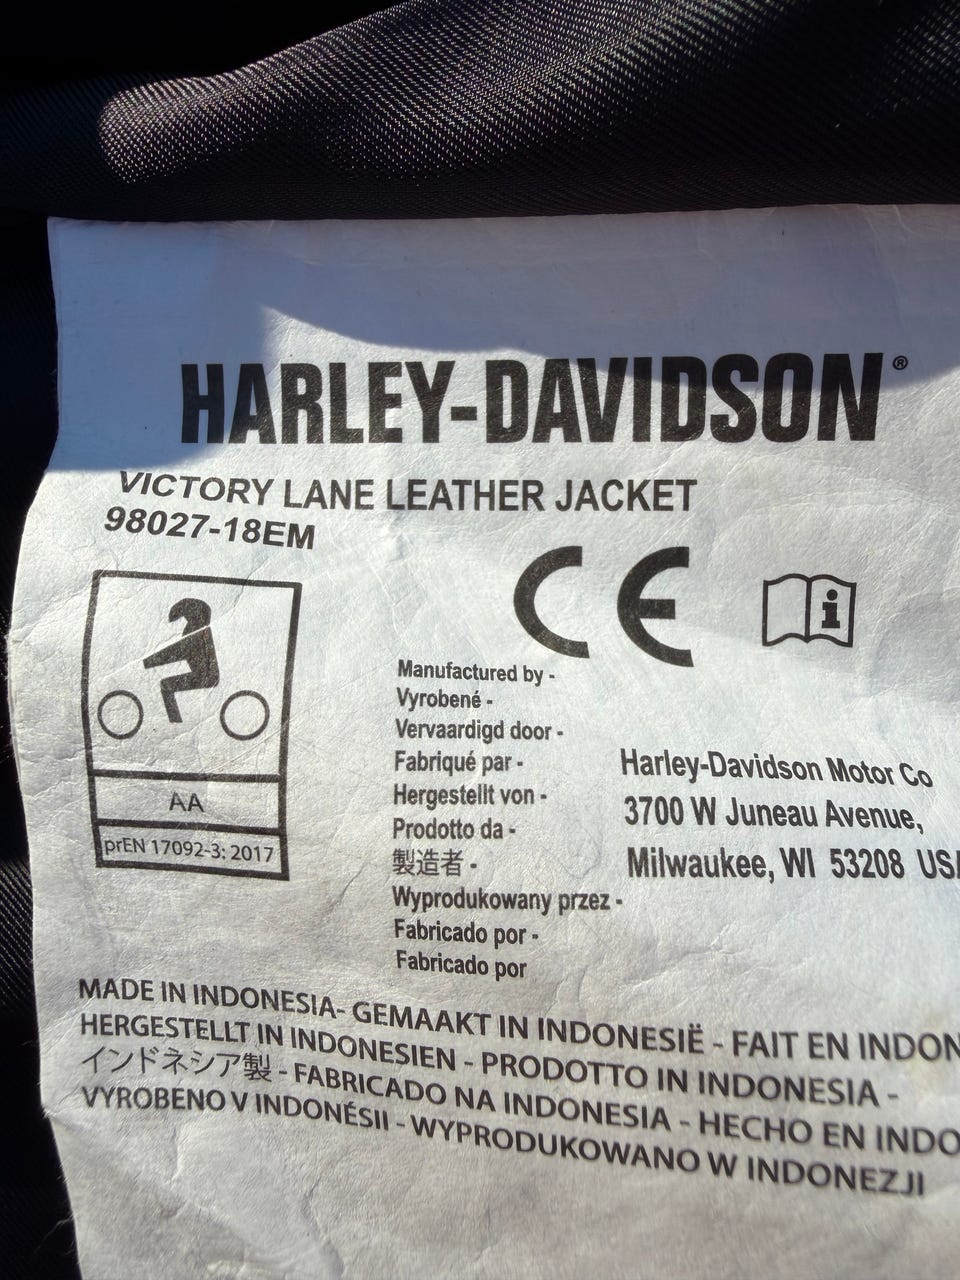 HARLEY-DAVIDSON®
VICTORY LANE LEATHER JACKET
98027-18EM
CE
i
AA
prEN 17092-3: 2017
Manufactured by -
Vyrobené -
Vervaardigd door -
Fabriqué par -
Hergestellt von -
Prodotto da -
製造者 -
Wyprodukowany przez -
Fabricado por -
Fabricado por
Harley-Davidson Motor Co
3700 W Juneau Avenue,
Milwaukee, WI 53208 USA
MADE IN INDONESIA- GEMAAKT IN INDONESIË - FAIT EN INDON
HERGESTELLT IN INDONESIEN - PRODOTTO IN INDONESIA -
インドネシア製 - FABRICADO NA INDONESIA - HECHO EN INDO
VYROBENO V INDONÉSII - WYPRODUKOWANO W INDONEZJI